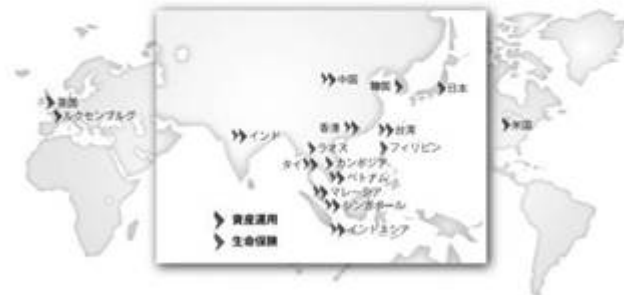 中国
韓国
日本
英国
ルクセンブルグ
米国
香港
台湾
インド
ラオス
フィリピン
タイ
カンボジア
ベトナム
マレーシア
シンガポール
インドネシア
資産運用
生命保険